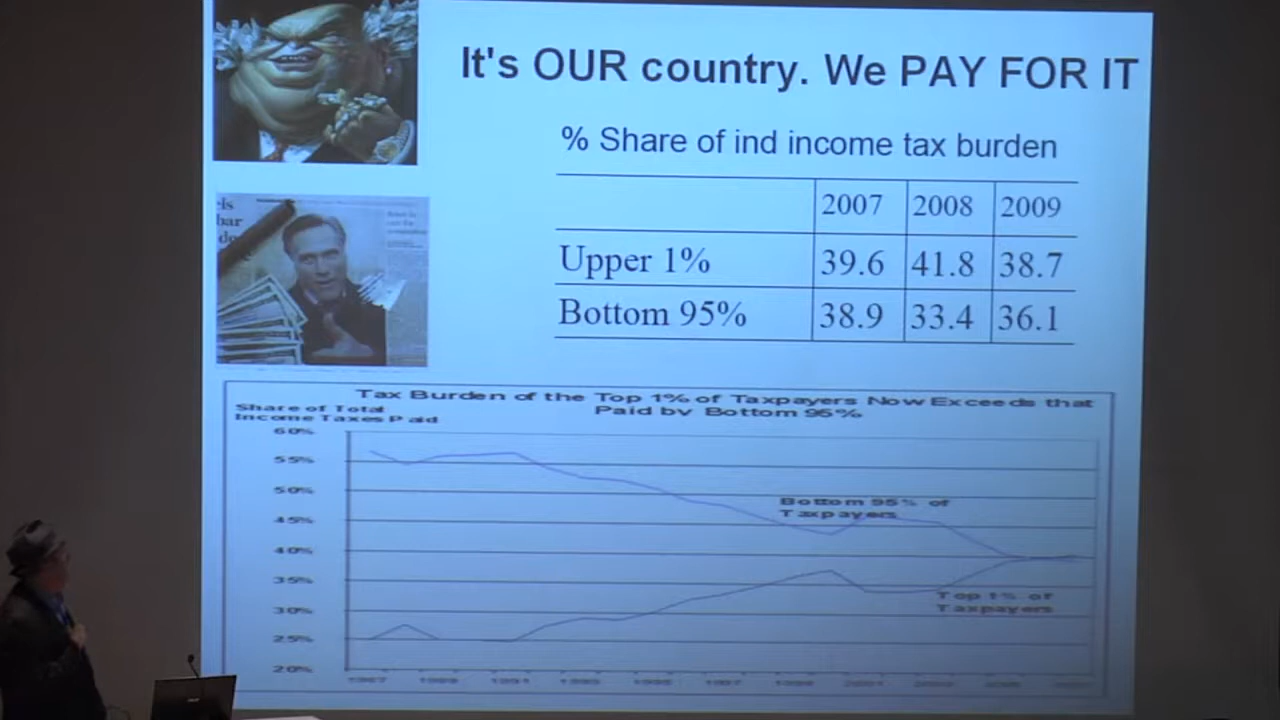 It's OUR country. We PAY FOR IT
% Share of ind income tax burden
2007 2008 2009
Upper 1% 39.6 41.8 38.7
Bottom 95% 38.9 33.4 36.1
Tax Burden of the Top 1% of Taxpayers Now Exceeds that
Paid by Bottom 95%
Share of Total
Income Taxes Paid
60%
55%
50%
45%
40%
35%
30%
25%
20%
Bottom 95% of
Taxpayers
Top 1% of
Taxpayers
1987 1989 1991